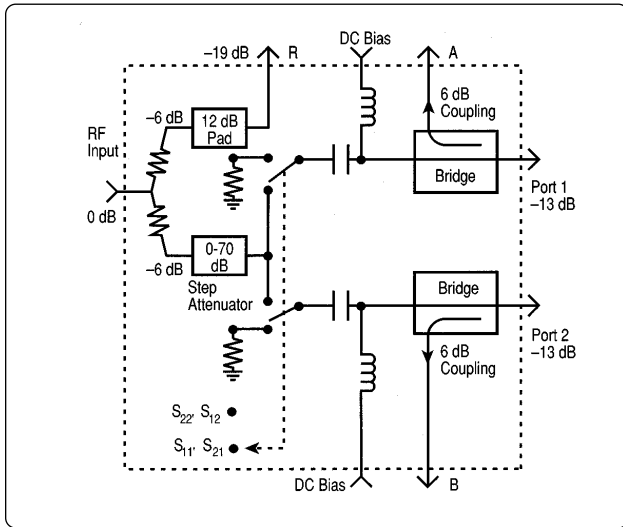 DC Bias
–19 dB
R
A
–6 dB
12 dB
Pad
6 dB
Coupling
RF
Input
Bridge
Port 1
–13 dB
0 dB
0-70
dB
–6 dB
Step
Attenuator
Bridge
Port 2
–13 dB
6 dB
Coupling
S22, S12
S11, S21
DC Bias
B